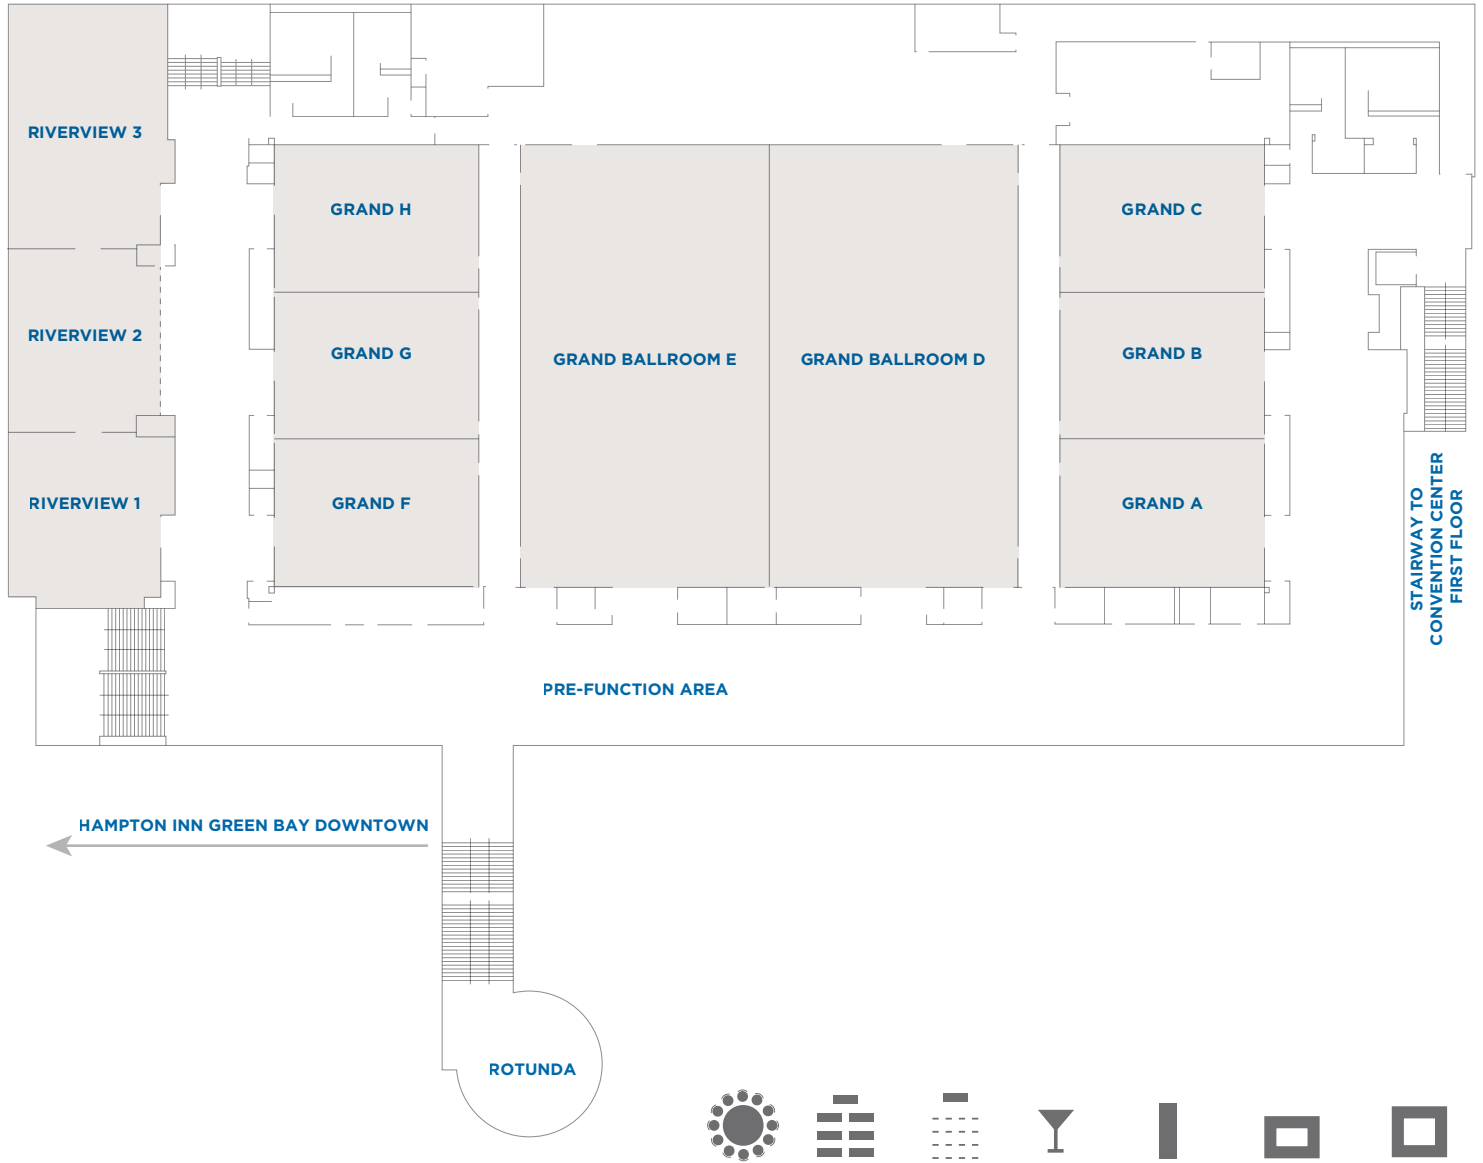 RIVERVIEW 3
GRAND H
GRAND C
RIVERVIEW 2
GRAND G
GRAND BALLROOM E
GRAND BALLROOM D
GRAND B
RIVERVIEW 1
GRAND F
GRAND A
STAIRWAY TO
CONVENTION CENTER
FIRST FLOOR
PRE-FUNCTION AREA
HAMPTON INN GREEN BAY DOWNTOWN
ROTUNDA